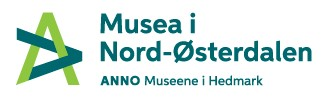 Musea i
Nord-Østerdalen
ANNO Museene i Hedmark